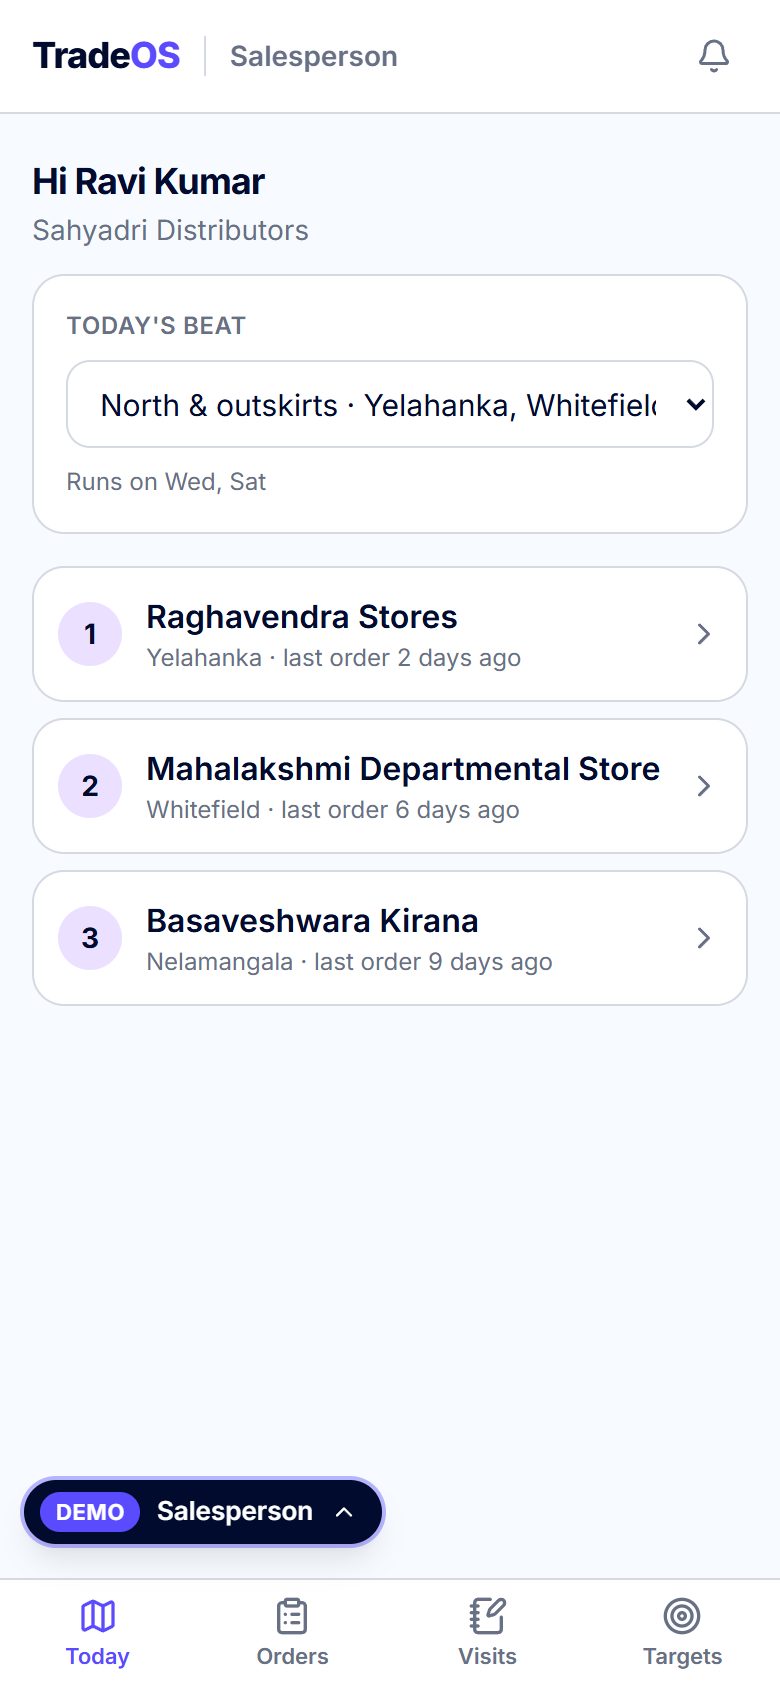 TradeOS Salesperson
Hi Ravi Kumar
Sahyadri Distributors
TODAY'S BEAT
North & outskirts · Yelahanka, Whitefield
Runs on Wed, Sat
1
Raghavendra Stores
Yelahanka · last order 2 days ago
2
Mahalakshmi Departmental Store
Whitefield · last order 6 days ago
3
Basaveshwara Kirana
Nelamangala · last order 9 days ago
DEMO Salesperson
Today Orders Visits Targets